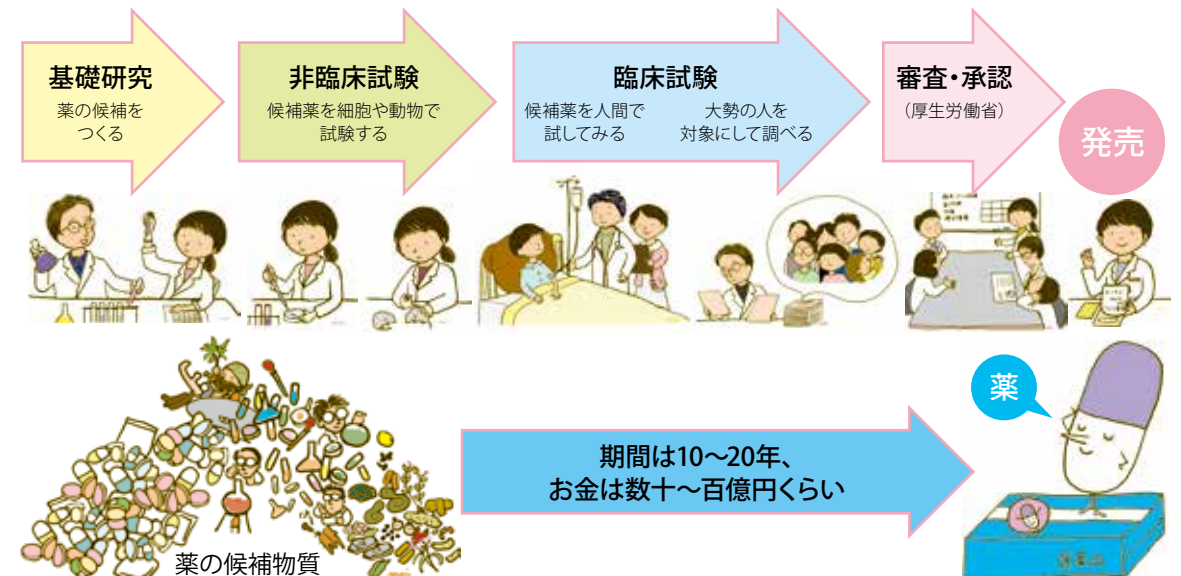 基礎研究
薬の候補を
つくる
非臨床試験
候補薬を細胞や動物で
試験する
臨床試験
候補薬を人間で
試してみる
大勢の人を
対象にして調べる
審査・承認
（厚生労働省）
発売
薬
期間は10〜20年、
お金は数十〜百億円くらい
薬の候補物質